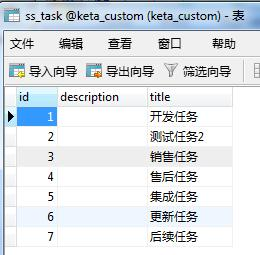 ss_task @keta_custom (keta_custom) - 表
文件 编辑 查看 窗口 帮助
导入向导 导出向导 筛选向导
id description title
1 开发任务
2 测试任务2
3 销售任务
4 售后任务
5 集成任务
6 更新任务
7 后续任务